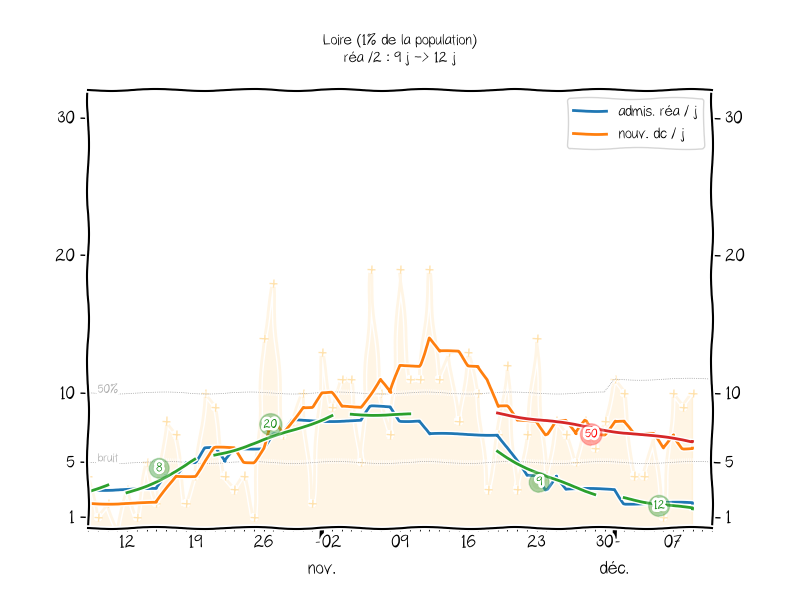 Loire (1% de la population)
réa /2 : 9 j -> 12 j
admis. réa / j
nouv. dc / j
30 30
20 20
10 10
5 5
1 1
50%
bruit
8
20
50
9
12
12 19 26 02 09 16 23 30 07
nov. déc.